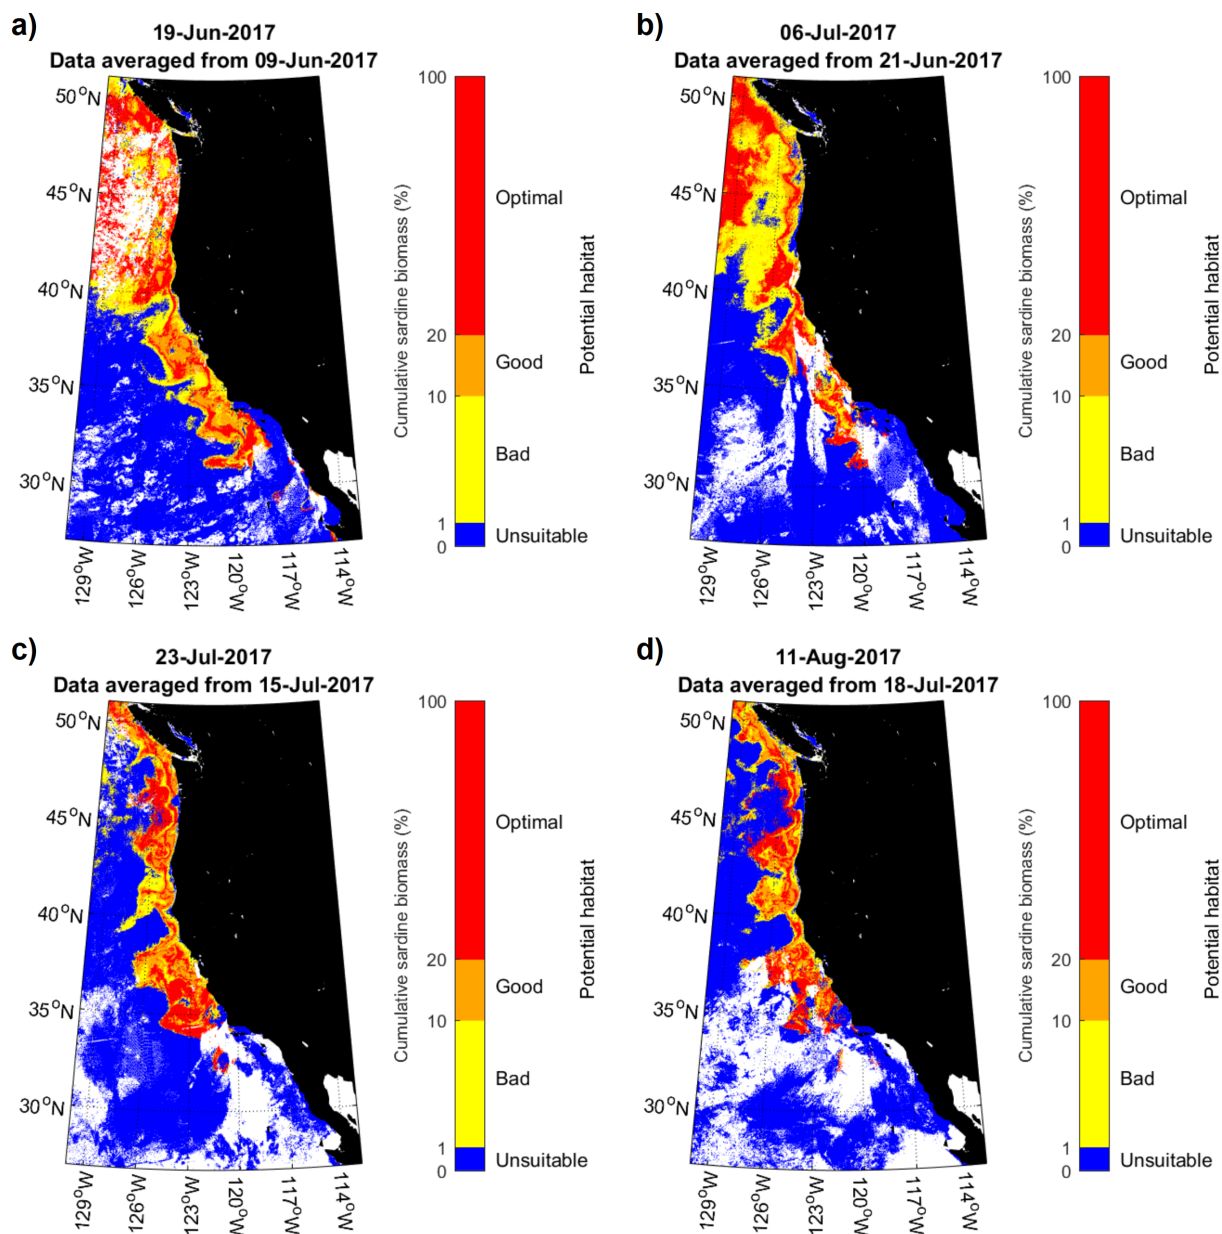 a)
19-Jun-2017
Data averaged from 09-Jun-2017
50°N
45°N
40°N
35°N
30°N
129°W
126°W
123°W
120°W
117°W
114°W
100
20
10
1
0
Cumulative sardine biomass (%)
Optimal
Good
Bad
Unsuitable
Potential habitat
b)
06-Jul-2017
Data averaged from 21-Jun-2017
50°N
45°N
40°N
35°N
30°N
129°W
126°W
123°W
120°W
117°W
114°W
100
20
10
1
0
Cumulative sardine biomass (%)
Optimal
Good
Bad
Unsuitable
Potential habitat
c)
23-Jul-2017
Data averaged from 15-Jul-2017
50°N
45°N
40°N
35°N
30°N
129°W
126°W
123°W
120°W
117°W
114°W
100
20
10
1
0
Cumulative sardine biomass (%)
Optimal
Good
Bad
Unsuitable
Potential habitat
d)
11-Aug-2017
Data averaged from 18-Jul-2017
50°N
45°N
40°N
35°N
30°N
129°W
126°W
123°W
120°W
117°W
114°W
100
20
10
1
0
Cumulative sardine biomass (%)
Optimal
Good
Bad
Unsuitable
Potential habitat